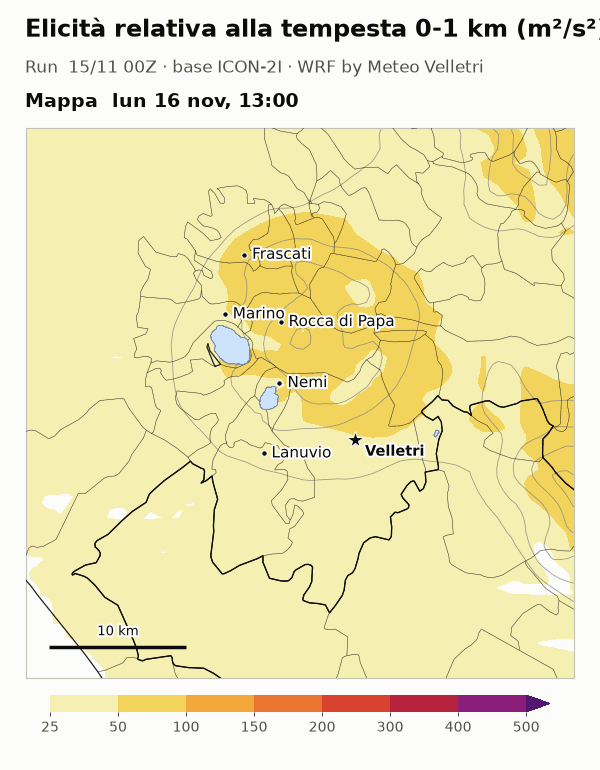 Elicità relativa alla tempesta 0-1 km (m²/s²)
Run  15/11 00Z · base ICON-2I · WRF by Meteo Velletri
Mappa  lun 16 nov, 13:00
Frascati
Marino
Rocca di Papa
Nemi
Velletri
Lanuvio
10 km
25 50 100 150 200 300 400 500